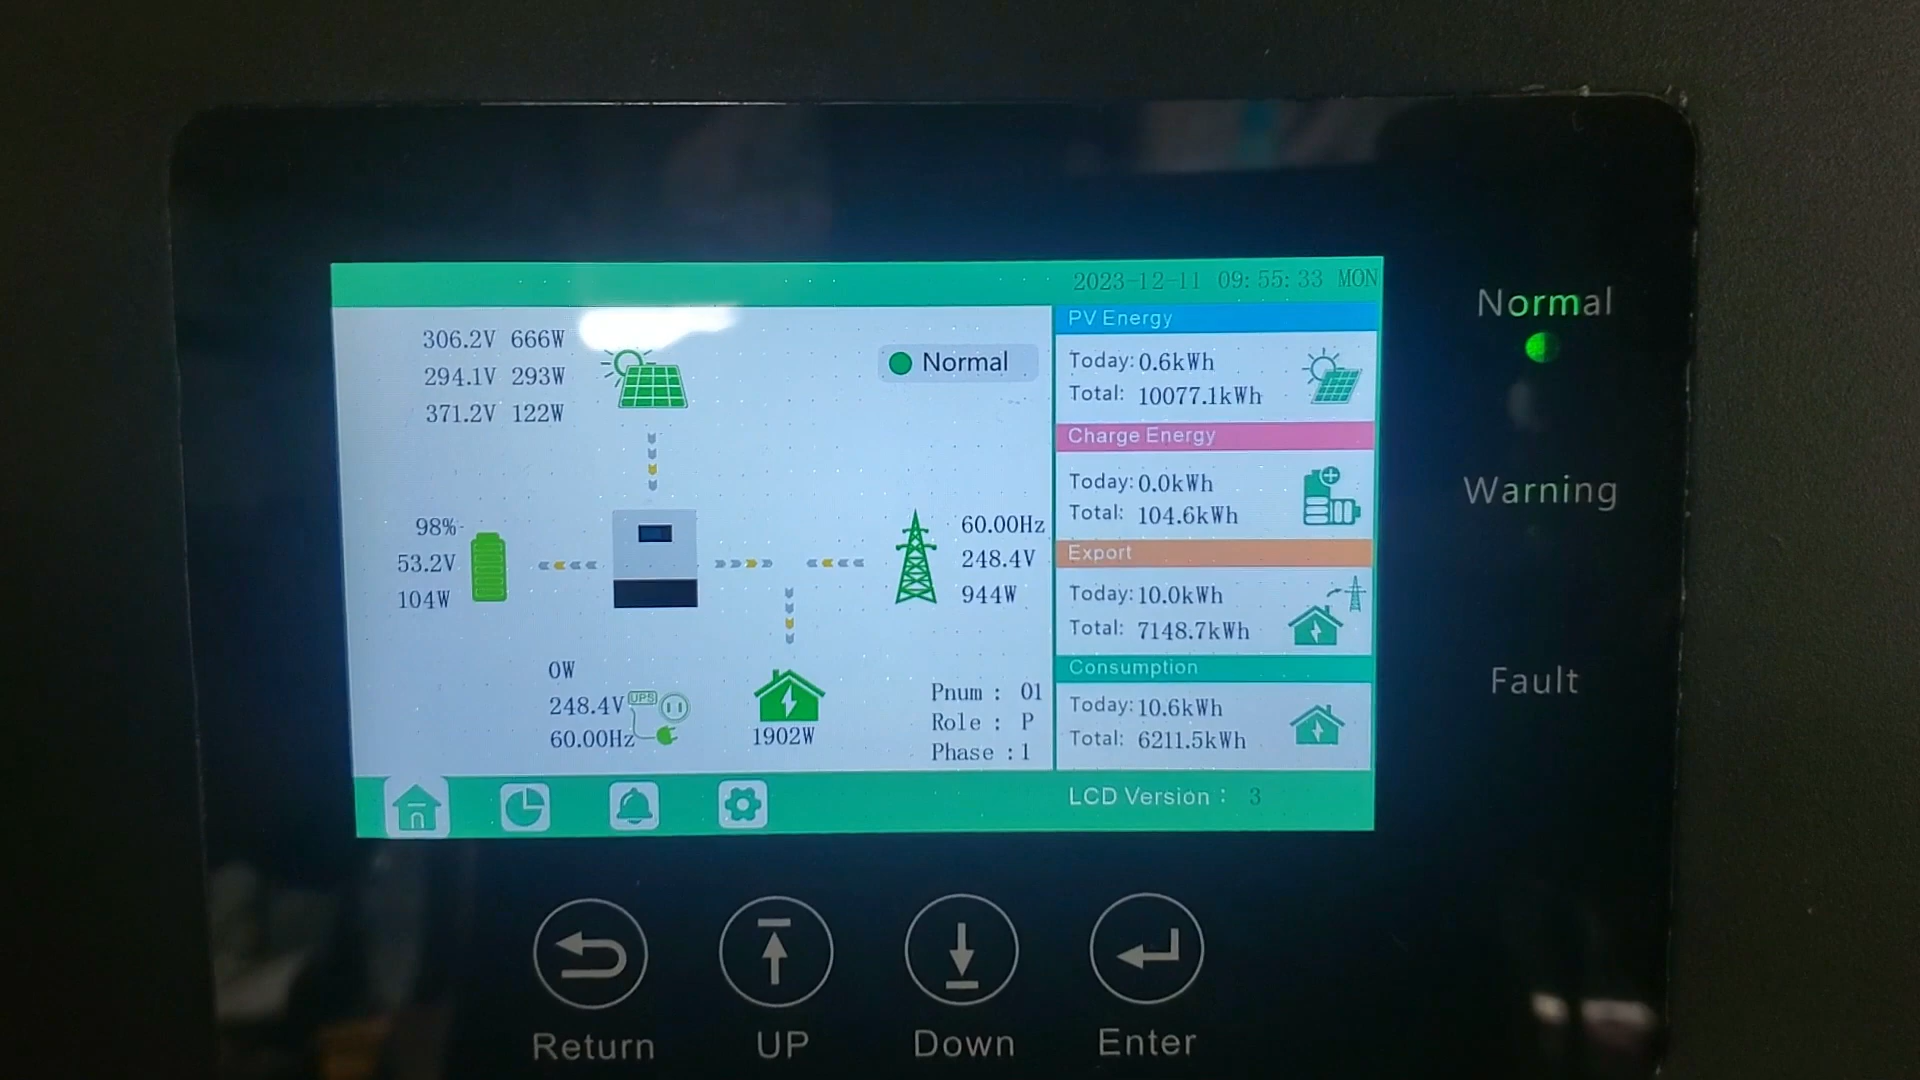 2023-12-11 09:55:33 MON
306.2V 666W
294.1V 293W
371.2V 122W
Normal
98%
53.2V
104W
60.00Hz
248.4V
944W
0W
248.4V
60.00Hz
UPS
1902W
Pnum : 01
Role : P
Phase :1
PV Energy
Today:0.6kWh
Total: 10077.1kWh
Charge Energy
Today:0.0kWh
Total: 104.6kWh
Export
Today:10.0kWh
Total: 7148.7kWh
Consumption
Today:10.6kWh
Total: 6211.5kWh
LCD Version : 3
Normal
Warning
Fault
Return
UP
Down
Enter